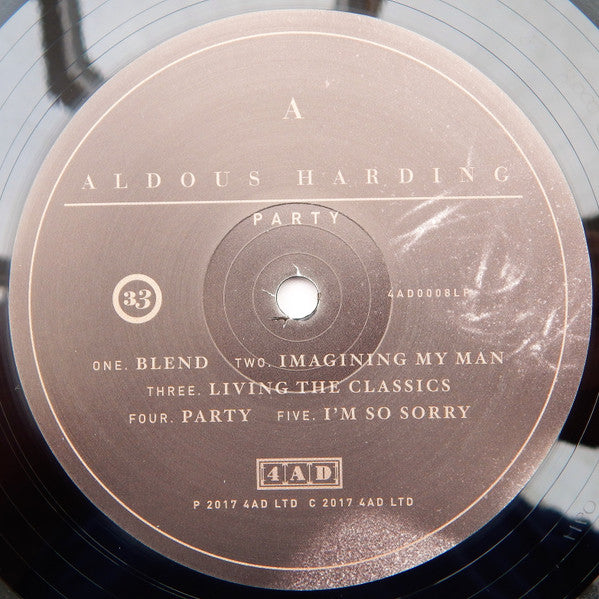 A
ALDOUS HARDING
PARTY
33
4AD0008LP
ONE. BLEND TWO. IMAGINING MY MAN
THREE. LIVING THE CLASSICS
FOUR. PARTY FIVE. I'M SO SORRY
4AD
P 2017 4AD LTD C 2017 4AD LTD